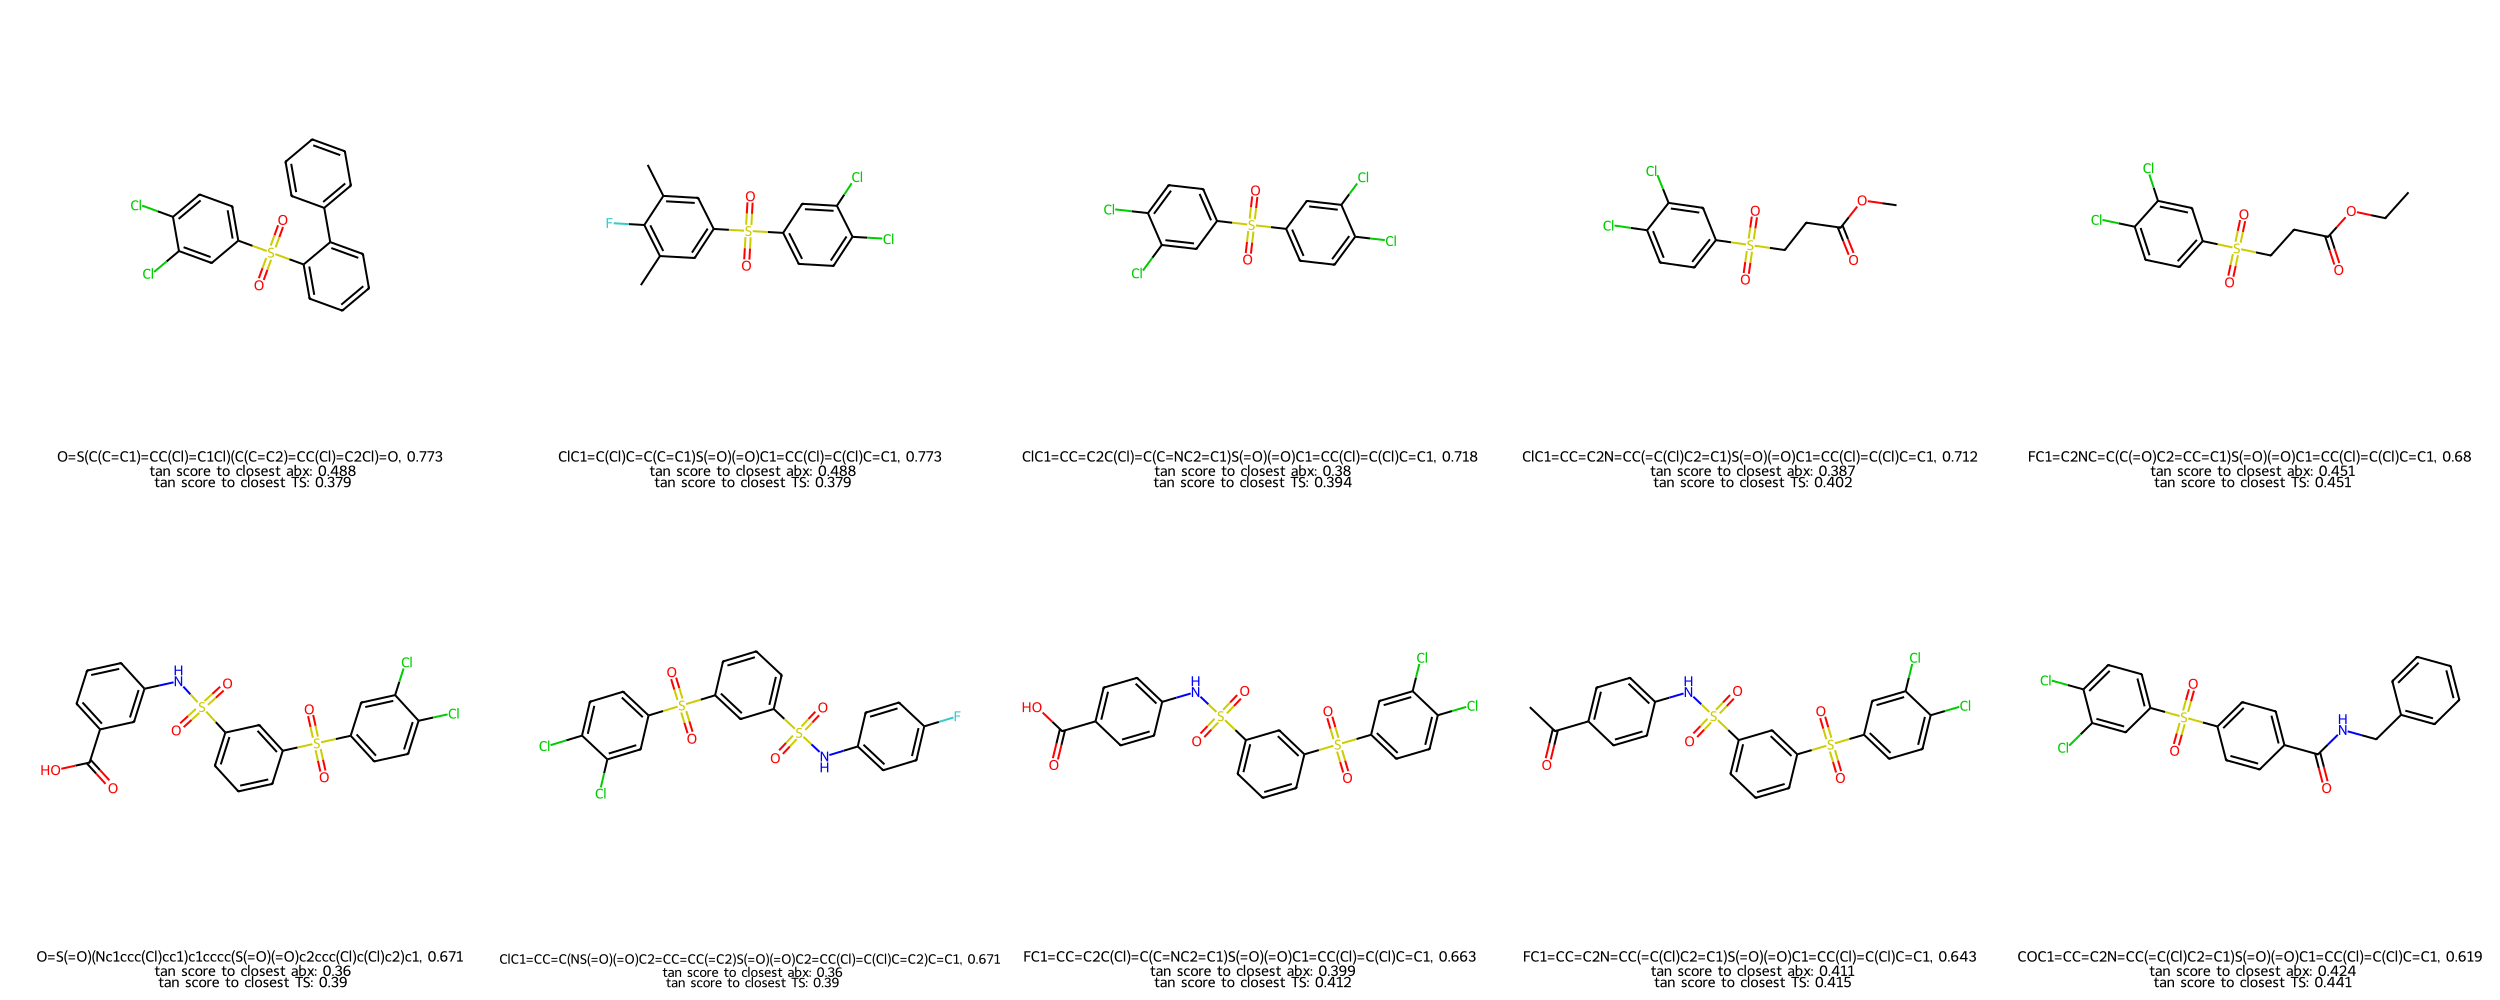 O=S(C(C=C1)=CC(Cl)=C1Cl)(C(C=C2)=CC(Cl)=C2Cl)=O, 0.773
tan score to closest abx: 0.488
tan score to closest TS: 0.379
ClC1=C(Cl)C=C(C=C1)S(=O)(=O)C1=CC(Cl)=C(Cl)C=C1, 0.773
tan score to closest abx: 0.488
tan score to closest TS: 0.379
ClC1=CC=C2C(Cl)=C(C=NC2=C1)S(=O)(=O)C1=CC(Cl)=C(Cl)C=C1, 0.718
tan score to closest abx: 0.38
tan score to closest TS: 0.394
ClC1=CC=C2N=CC(=C(Cl)C2=C1)S(=O)(=O)C1=CC(Cl)=C(Cl)C=C1, 0.712
tan score to closest abx: 0.387
tan score to closest TS: 0.402
FC1=C2NC=C(C(=O)C2=CC=C1)S(=O)(=O)C1=CC(Cl)=C(Cl)C=C1, 0.68
tan score to closest abx: 0.451
tan score to closest TS: 0.451
O=S(=O)(Nc1ccc(Cl)cc1)c1cccc(S(=O)(=O)c2ccc(Cl)c(Cl)c2)c1, 0.671
tan score to closest abx: 0.36
tan score to closest TS: 0.39
ClC1=CC=C(NS(=O)(=O)C2=CC=CC(=C2)S(=O)(=O)C2=CC(Cl)=C(Cl)C=C2)C=C1, 0.671
tan score to closest abx: 0.36
tan score to closest TS: 0.39
FC1=CC=C2C(Cl)=C(C=NC2=C1)S(=O)(=O)C1=CC(Cl)=C(Cl)C=C1, 0.663
tan score to closest abx: 0.399
tan score to closest TS: 0.412
FC1=CC=C2N=CC(=C(Cl)C2=C1)S(=O)(=O)C1=CC(Cl)=C(Cl)C=C1, 0.643
tan score to closest abx: 0.411
tan score to closest TS: 0.415
COC1=CC=C2N=CC(=C(Cl)C2=C1)S(=O)(=O)C1=CC(Cl)=C(Cl)C=C1, 0.619
tan score to closest abx: 0.424
tan score to closest TS: 0.441